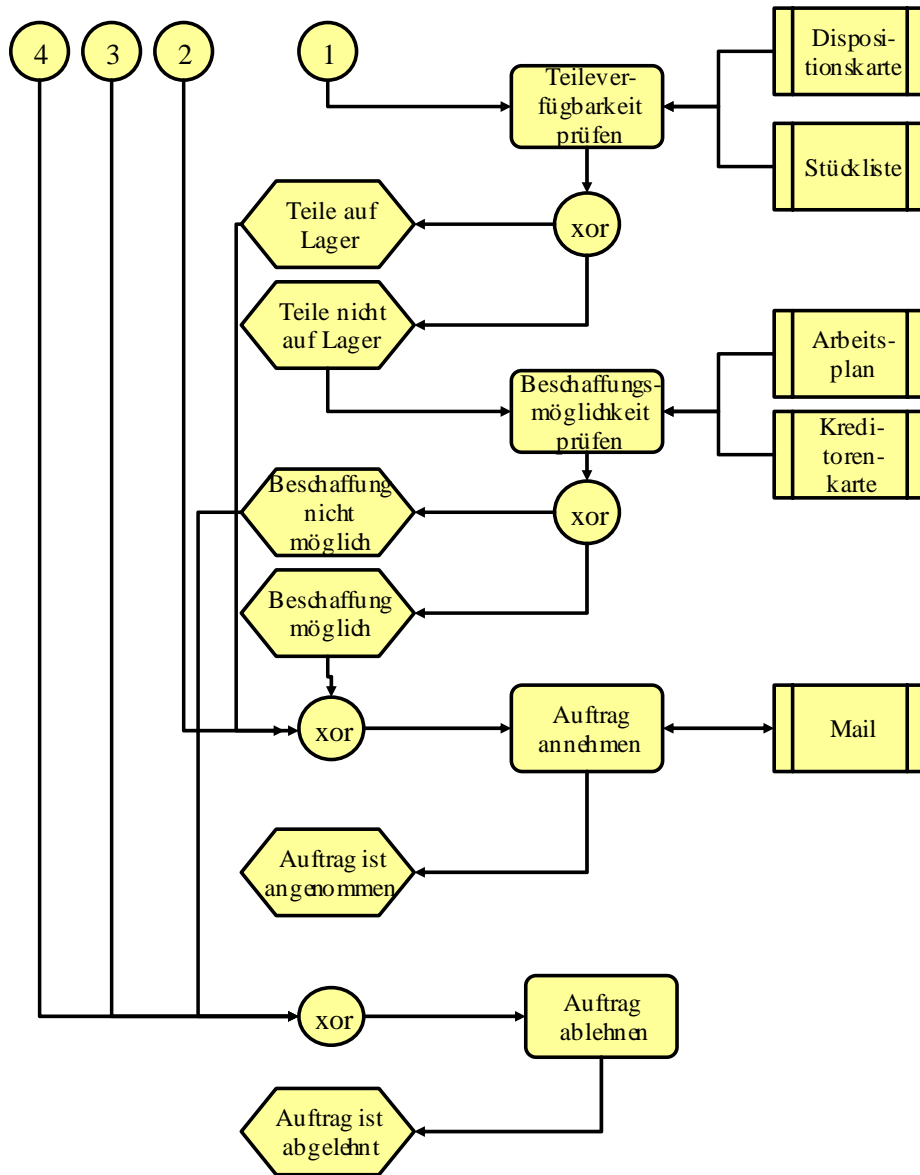 4
3
2
1
Teilever-
fügbarkeit
prüfen
Dispositi-
tionskarte
Stückliste
Teile auf
Lager
xor
Teile nicht
auf Lager
Arbeits-
plan
Beschaffungs-
möglichkeit
prüfen
Kredi-
toren-
karte
Beschaffung
nicht
möglich
xor
Beschaffung
möglich
xor
Auftrag
annehmen
Mail
Auftrag ist
angenommen
xor
Auftrag
ablehnen
Auftrag ist
abgelehnt